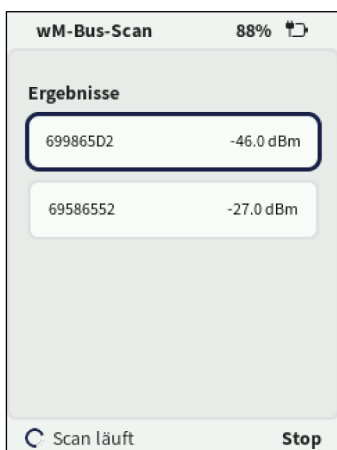 wM-Bus-Scan 88%
Ergebnisse
699865D2 -46.0 dBm
69586552 -27.0 dBm
Scan läuft Stop